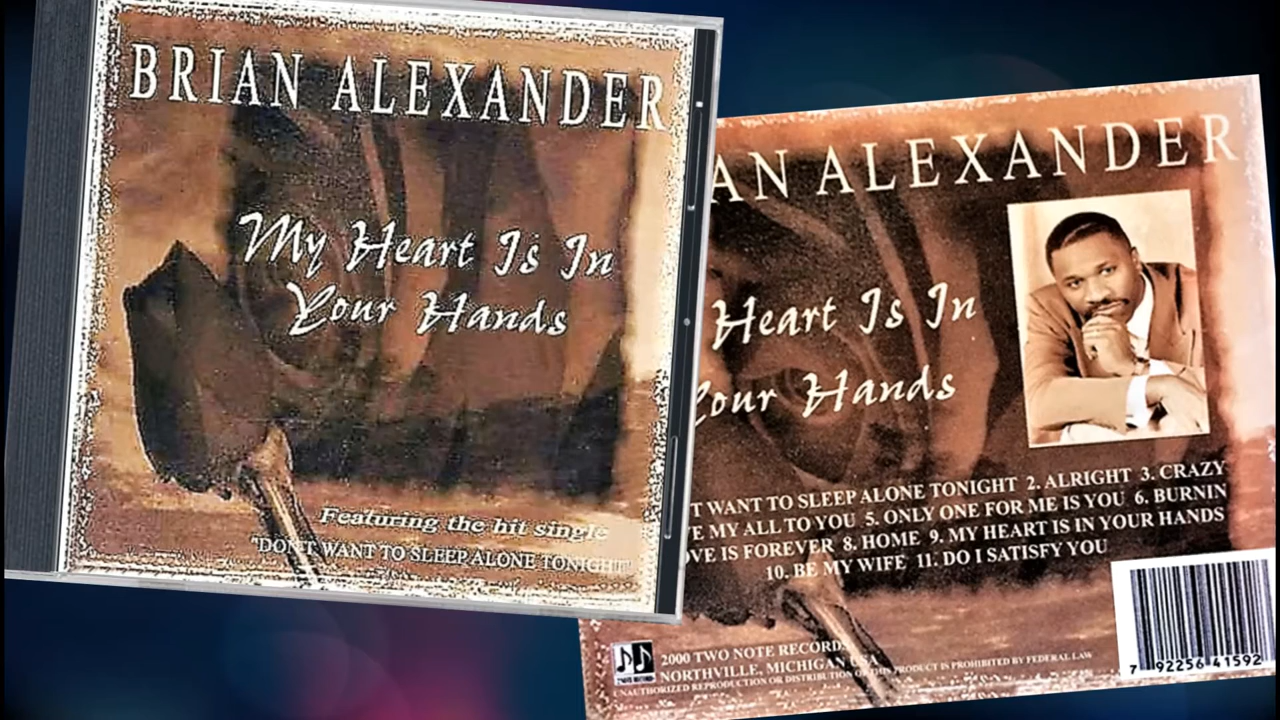 BRIAN ALEXANDER
My Heart Is In
Your Hands
Featuring the hit single
"DON'T WANT TO SLEEP ALONE TONIGHT"
AN ALEXANDER
Heart Is In
Your Hands
T WANT TO SLEEP ALONE TONIGHT 2. ALRIGHT 3. CRAZY
E MY ALL TO YOU 5. ONLY ONE FOR ME IS YOU 6. BURNIN
OVE IS FOREVER 8. HOME 9. MY HEART IS IN YOUR HANDS
10. BE MY WIFE 11. DO I SATISFY YOU
2000 TWO NOTE RECORDS
NORTHVILLE, MICHIGAN USA
UNAUTHORIZED REPRODUCTION OR DISTRIBUTION OF THIS PRODUCT IS PROHIBITED BY FEDERAL LAW
7 92256 41592